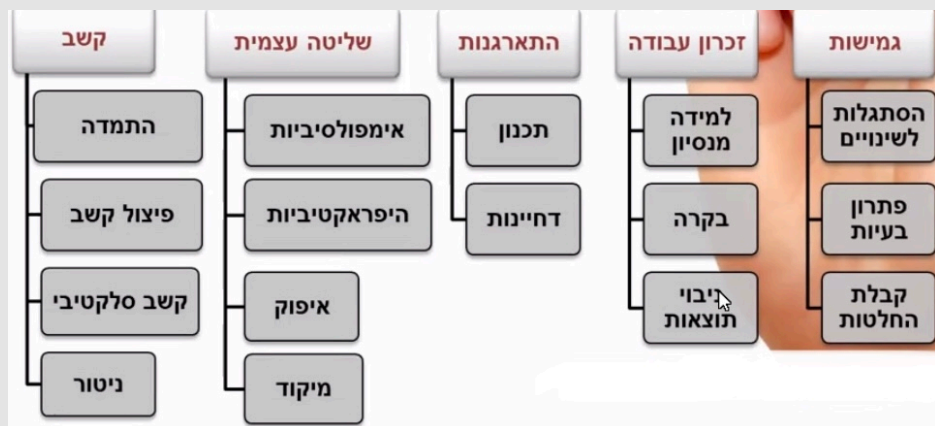 גמישות
הסתגלות
לשינויים
פתרון
בעיות
קבלת
החלטות
זכרון עבודה
למידה
מנסיון
בקרה
ניבוי
תוצאות
התארגנות
תכנון
דחיינות
שליטה עצמית
אימפולסיביות
היפראקטיביות
איפוק
מיקוד
קשב
התמדה
פיצול קשב
קשב סלקטיבי
ניטור